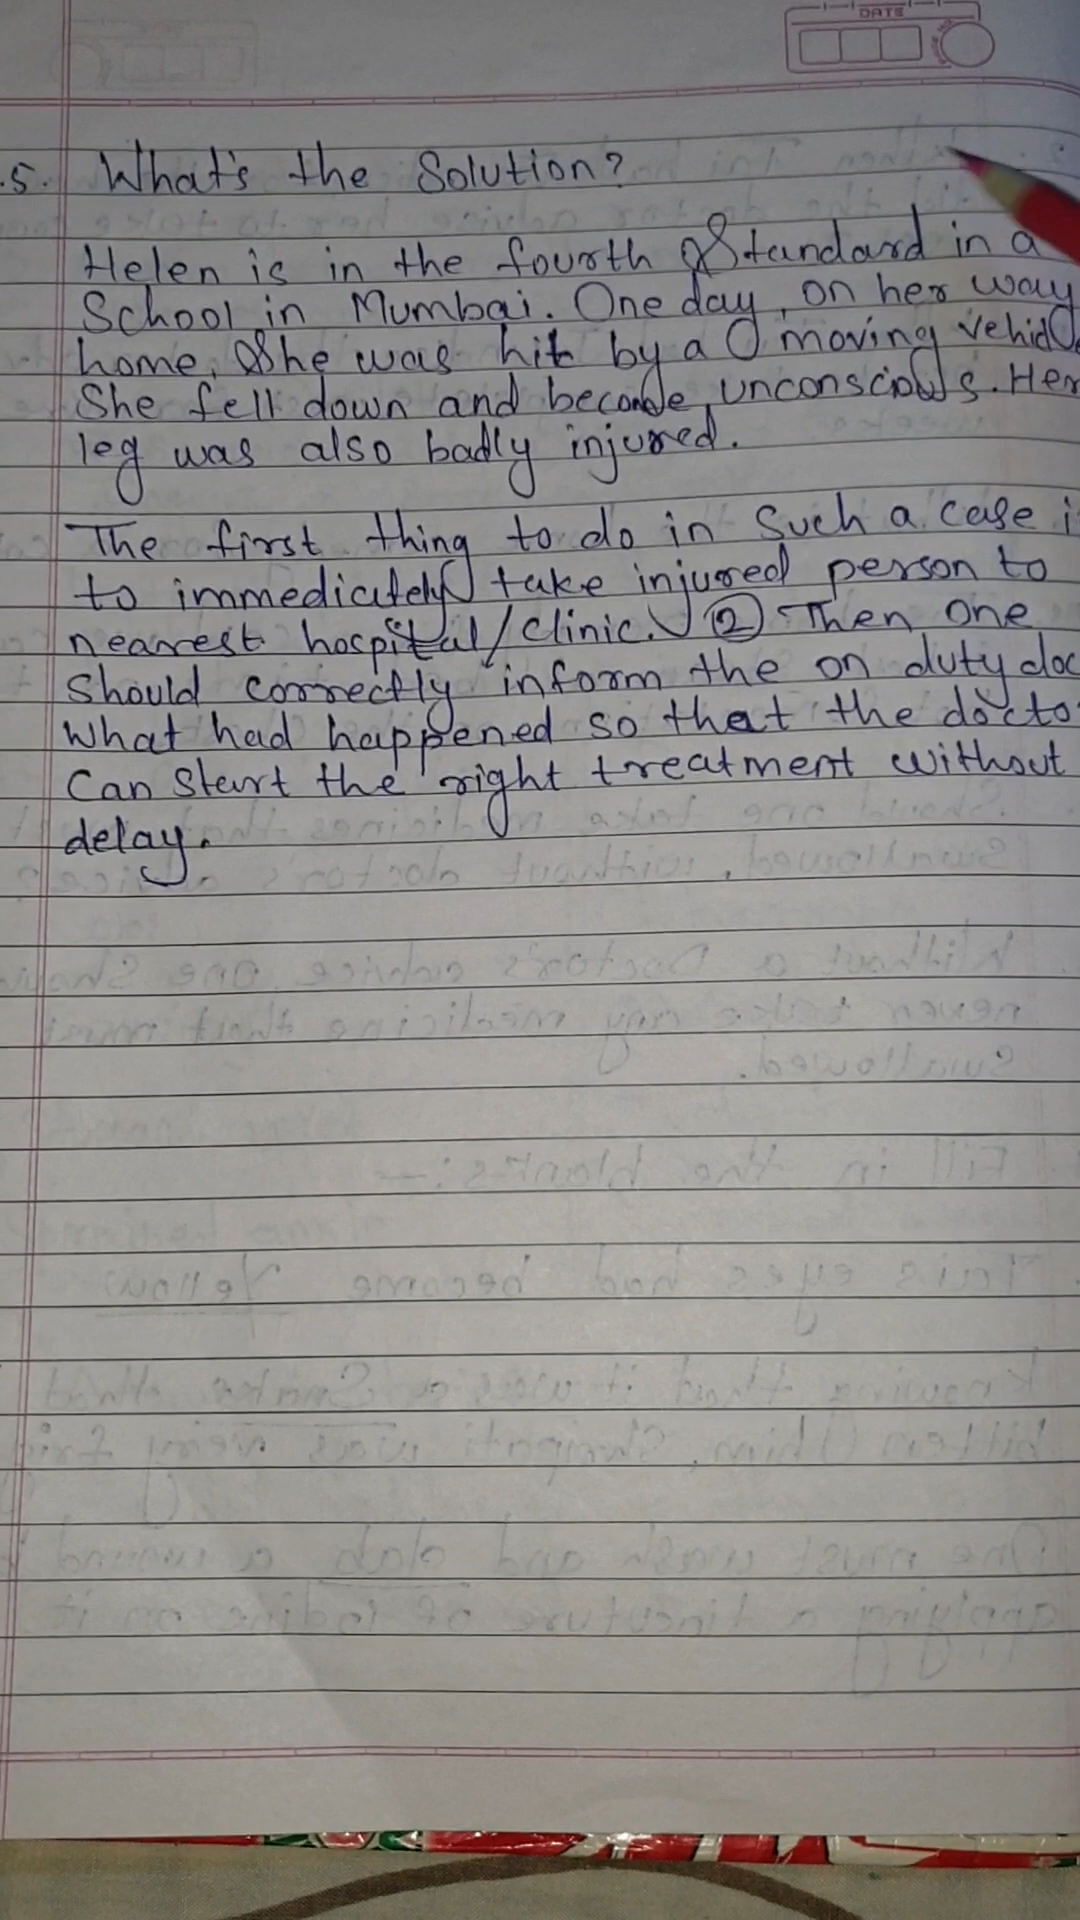 DATE
.5. What's the Solution?
Helen is in the fourth Standard in a
School in Mumbai. One day, on her way
home, She was hit by a moving vehicle
She fell down and become unconscious. Her
leg was also badly injured.
The first thing to do in Such a case i
to immediately take injured person to
nearest hospital/clinic. ② Then one
Should correctly inform the on duty doc
What had happened so that the docto
Can Start the right treatment without
delay.